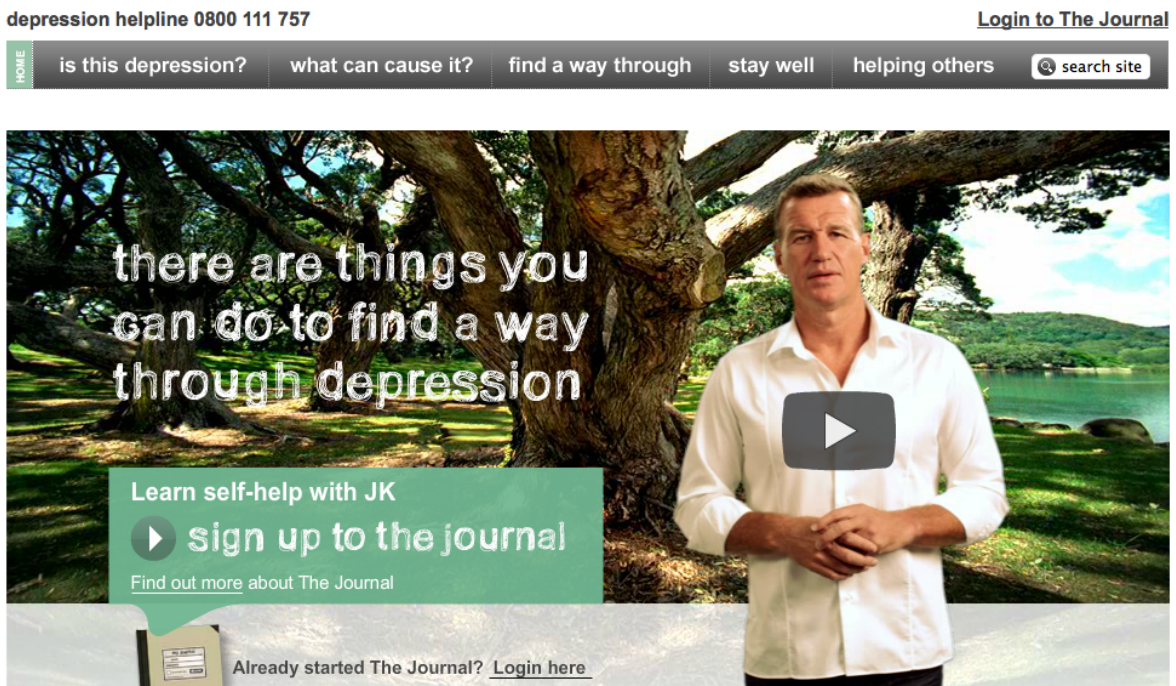 depression helpline 0800 111 757
Login to The Journal
HOME
is this depression?
what can cause it?
find a way through
stay well
helping others
search site
there are things you
can do to find a way
through depression
Learn self-help with JK
sign up to the journal
Find out more about The Journal
Already started The Journal? Login here